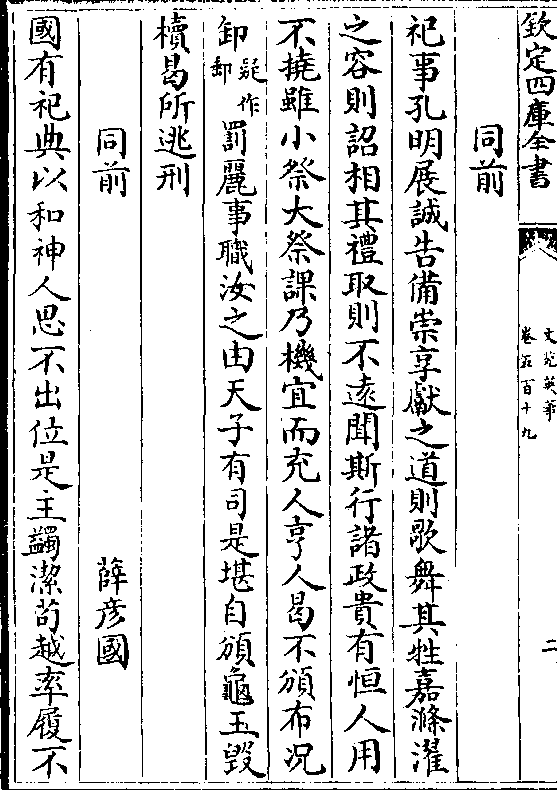 欽定四庫全書
文苑英華
卷五百十九
二
同前
祀事孔明展誠告備崇享獻之道則歌舞其牲嘉滌濯
之容則詔相其禮取則不遠聞斯行諸政貴有恒人用
不撓雖小祭大祭課乃機宜而充人亨人曷不頒布況
卸疑作卸罰麗事職汝之由天子有司是堪自頒龜玉毀
櫝曷所逃刑
同前
薛彦國
國有祀典以和神人思不出位是主蠲潔苟越率履不